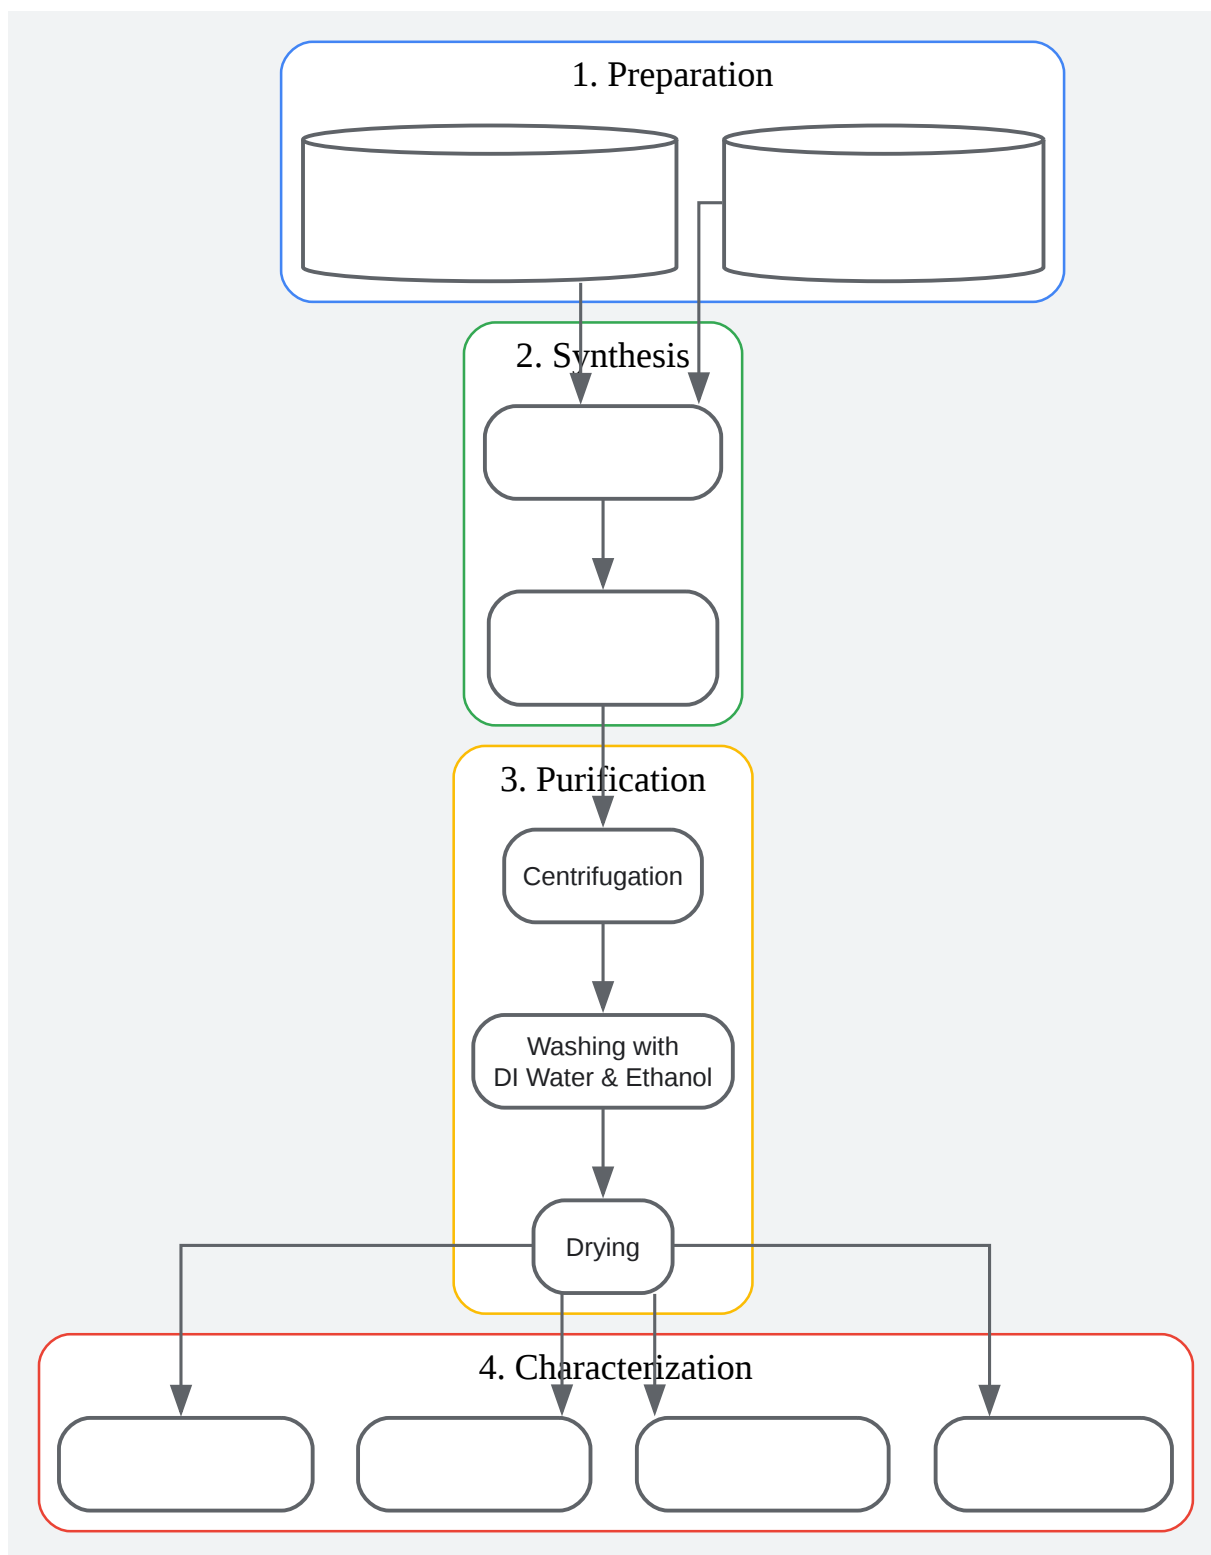 1. Preparation
2. Synthesis
3. Purification
Centrifugation
Washing with
DI Water & Ethanol
Drying
4. Characterization